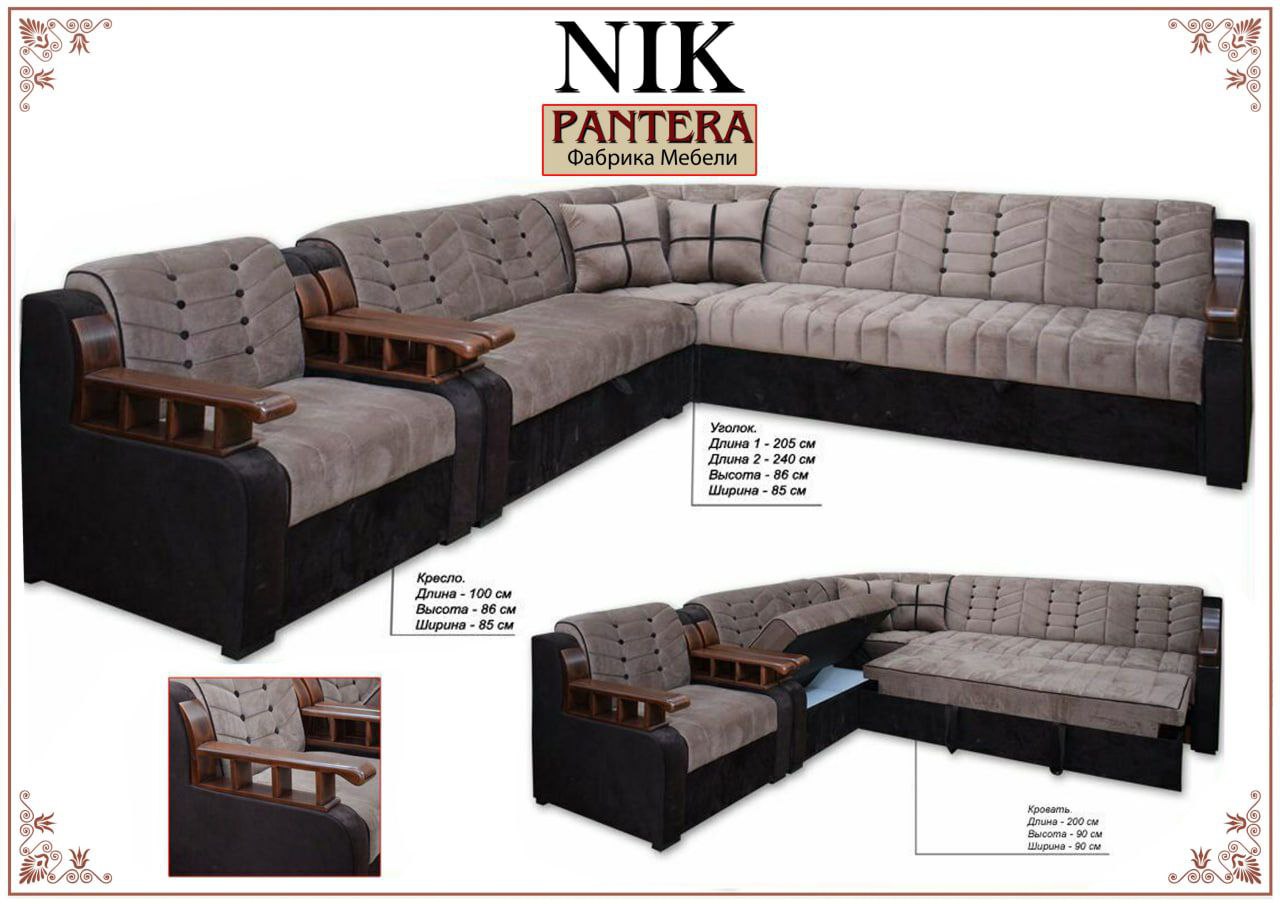 NIK
PANTERA
Фабрика Мебели
Уголок.
Длина 1 - 205 см
Длина 2 - 240 см
Высота - 86 см
Ширина - 85 см
Кресло.
Длина - 100 см
Высота - 86 см
Ширина - 85 см
Кровать.
Длина - 200 см
Высота - 90 см
Ширина - 90 см